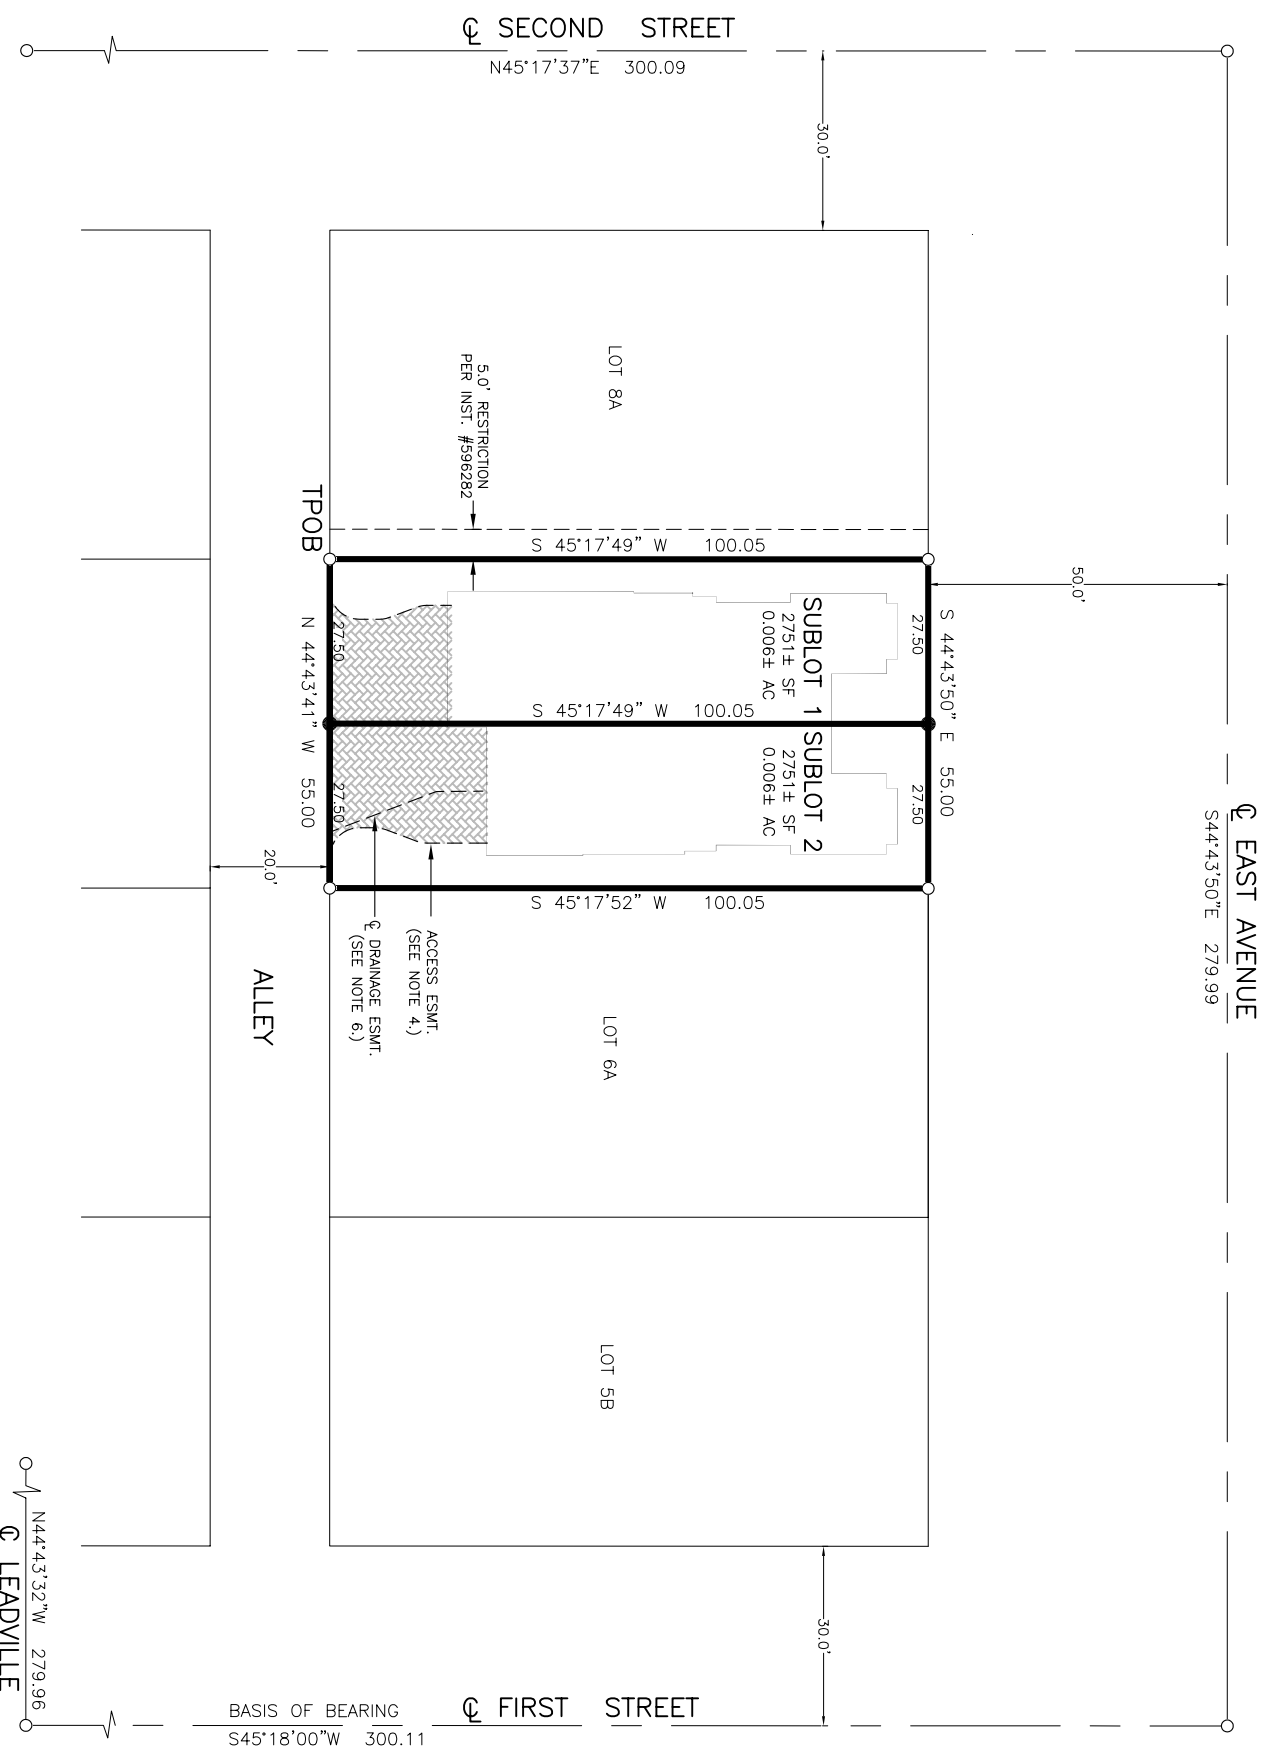 ℄ SECOND STREET
N45°17'37"E 300.09
30.0'
LOT 8A
5.0' RESTRICTION
PER INST. #596282
TPOB
S 45°17'49" W 100.05
50.0'
SUBLOT 1
2751± SF
0.006± AC
27.50
27.50
S 44°43'50" E 55.00
N 44°43'41" W 55.00
S 45°17'49" W 100.05
SUBLOT 2
2751± SF
0.006± AC
27.50
27.50
℄ EAST AVENUE
S44°43'50"E 279.99
20.0'
S 45°17'52" W 100.05
ACCESS ESMT.
(SEE NOTE 4.)
℄ DRAINAGE ESMT.
(SEE NOTE 6.)
ALLEY
LOT 6A
LOT 5B
30.0'
N44°43'32"W 279.96
℄ LEADVILLE
BASIS OF BEARING
S45°18'00"W 300.11
℄ FIRST STREET